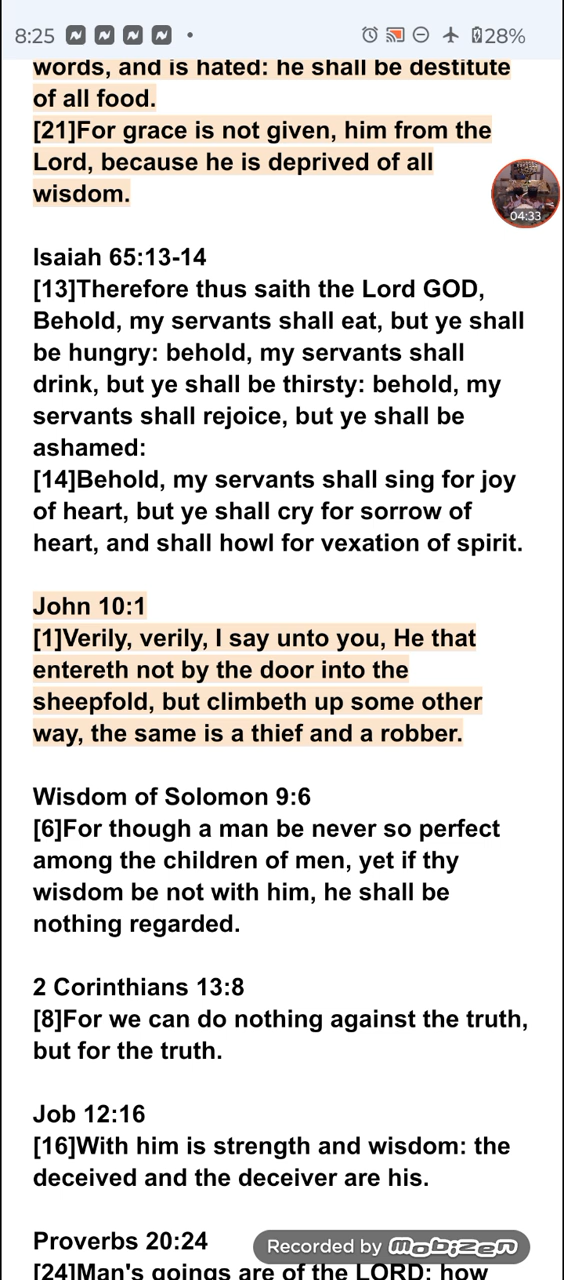 8:25
28%
words, and is hated: he shall be destitute
of all food.
[21]For grace is not given, him from the
Lord, because he is deprived of all
wisdom.
04:33
Isaiah 65:13-14
[13]Therefore thus saith the Lord GOD,
Behold, my servants shall eat, but ye shall
be hungry: behold, my servants shall
drink, but ye shall be thirsty: behold, my
servants shall rejoice, but ye shall be
ashamed:
[14]Behold, my servants shall sing for joy
of heart, but ye shall cry for sorrow of
heart, and shall howl for vexation of spirit.
John 10:1
[1]Verily, verily, I say unto you, He that
entereth not by the door into the
sheepfold, but climbeth up some other
way, the same is a thief and a robber.
Wisdom of Solomon 9:6
[6]For though a man be never so perfect
among the children of men, yet if thy
wisdom be not with him, he shall be
nothing regarded.
2 Corinthians 13:8
[8]For we can do nothing against the truth,
but for the truth.
Job 12:16
[16]With him is strength and wisdom: the
deceived and the deceiver are his.
Proverbs 20:24
Recorded by mobizen
[24]Man's goings are of the LORD; how